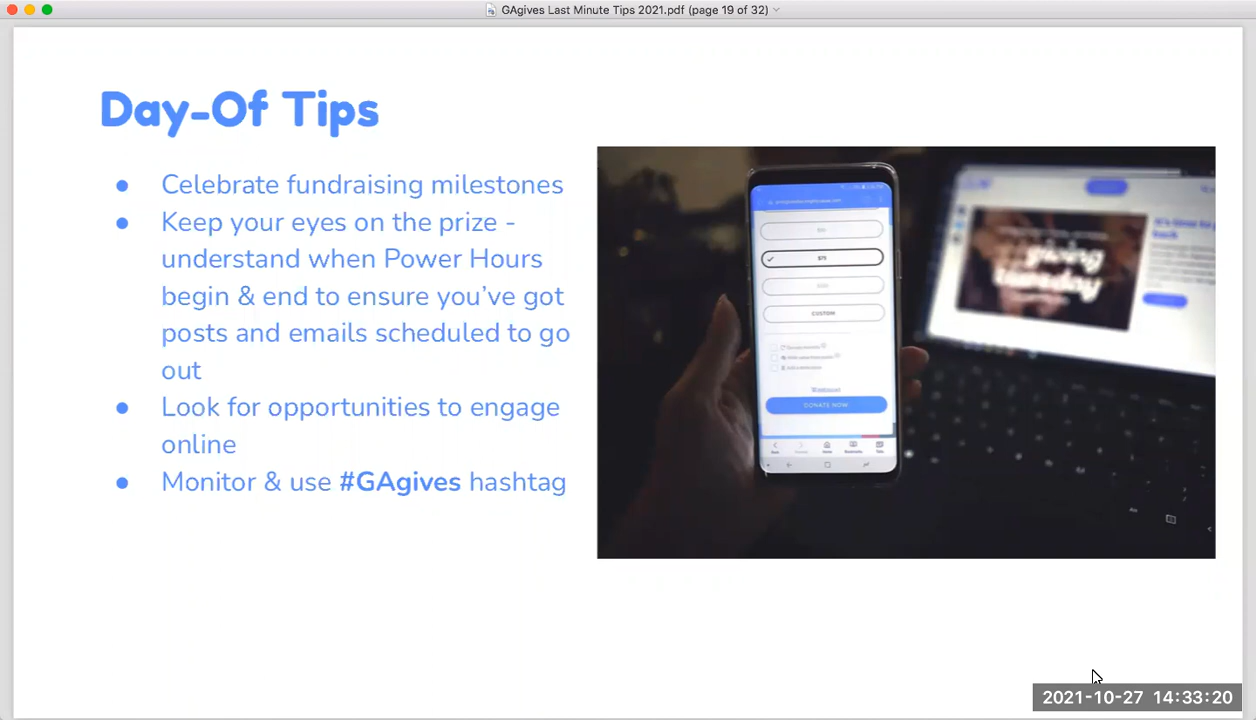 GAgives Last Minute Tips 2021.pdf (page 19 of 32)
Day-Of Tips
● Celebrate fundraising milestones
● Keep your eyes on the prize -
understand when Power Hours
begin & end to ensure you’ve got
posts and emails scheduled to go
out
● Look for opportunities to engage
online
● Monitor & use #GAgives hashtag
$75
CUSTOM
DONATE NOW
giving
tuesday
2021-10-27 14:33:20